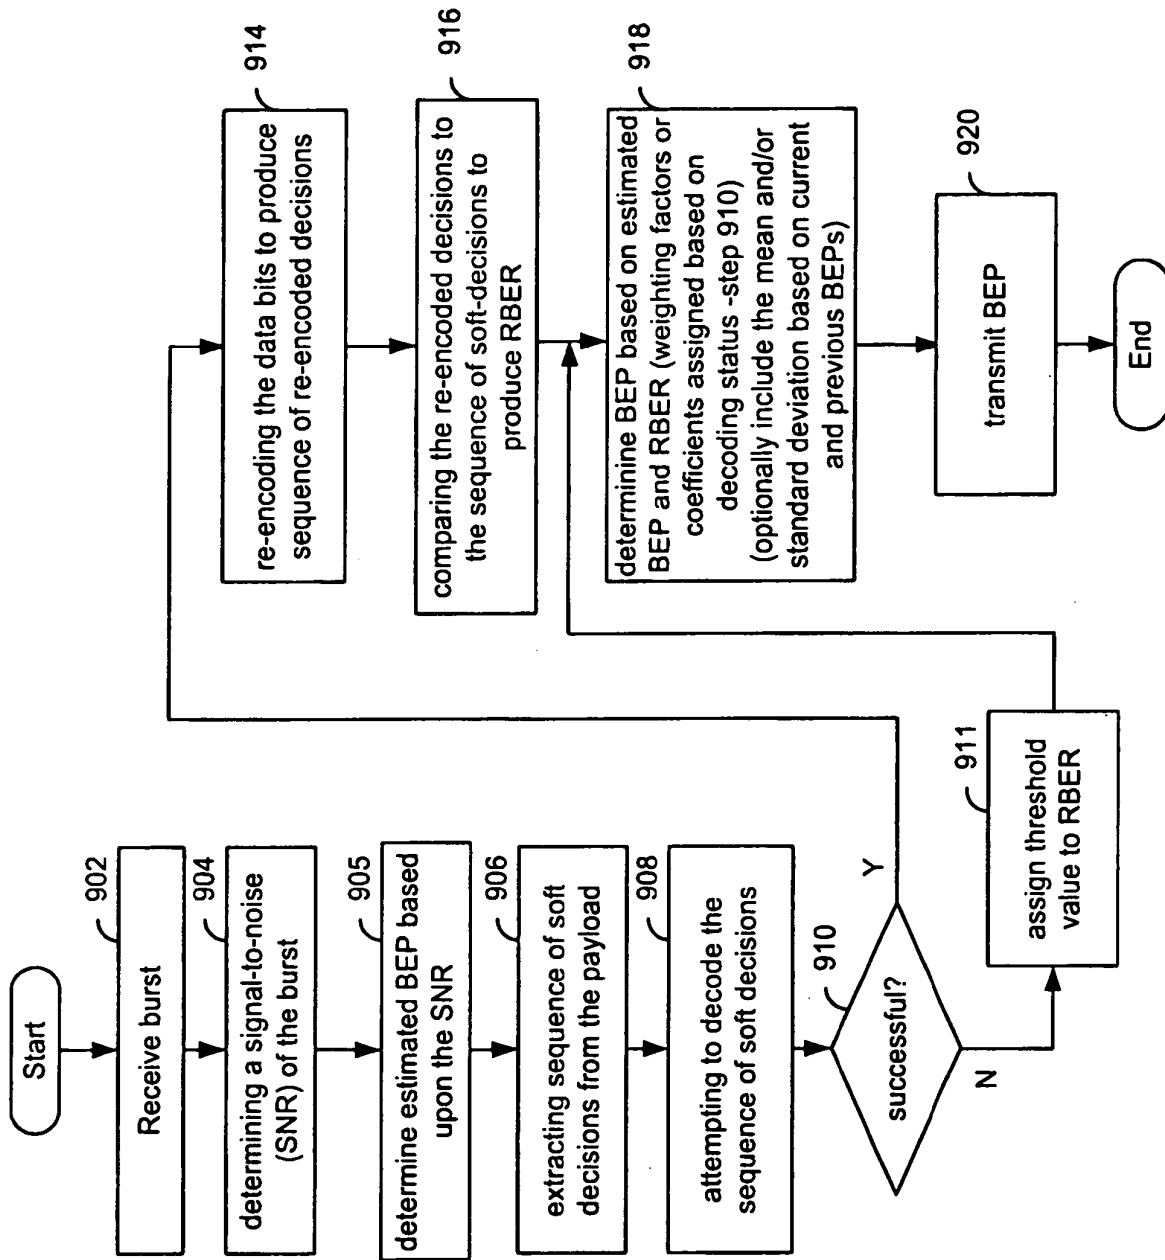 Start
902
Receive burst
904
determining a signal-to-noise
(SNR) of the burst
905
determine estimated BEP based
upon the SNR
906
extracting sequence of soft
decisions from the payload
908
attempting to decode the
sequence of soft decisions
910
successful?
Y
N
911
assign threshold
value to RBER
914
re-encoding the data bits to produce
sequence of re-encoded decisions
916
comparing the re-encoded decisions to
the sequence of soft-decisions to
produce RBER
918
determinine BEP based on estimated
BEP and RBER (weighting factors or
coefficients assigned based on
decoding status -step 910)
(optionally include the mean and/or
standard deviation based on current
and previous BEPs)
920
transmit BEP
End